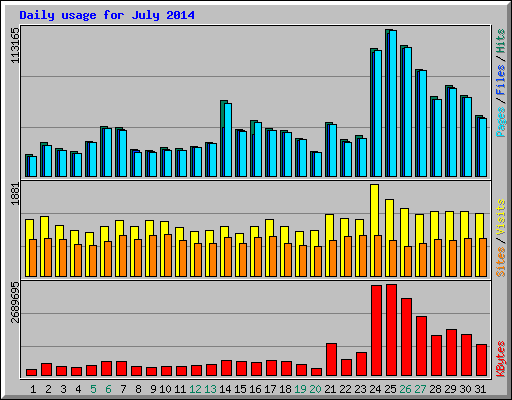 Daily usage for July 2014
113165
Pages / Files / Hits
1881
Sites / Visits
2689695
KBytes
1 2 3 4 5 6 7 8 9 10 11 12 13 14 15 16 17 18 19 20 21 22 23 24 25 26 27 28 29 30 31